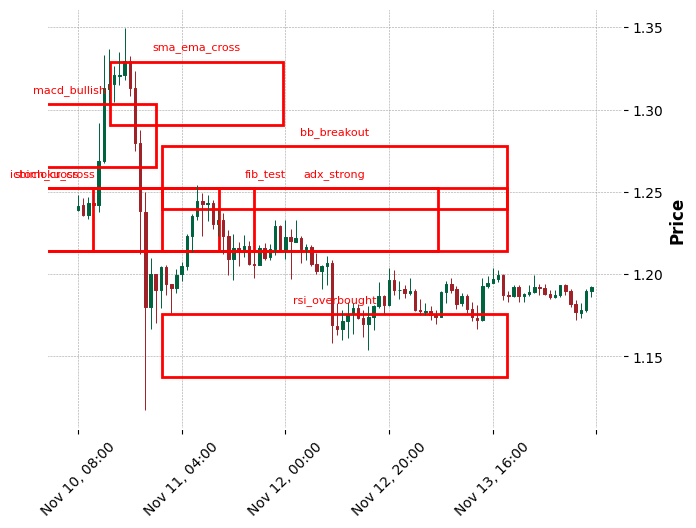 1.35
sma_ema_cross
macd_bullish
1.30
bb_breakout
stoch_cross
fib_test
adx_strong
1.25
1.20
rsi_overbought
1.15
Price
Nov 10, 08:00
Nov 11, 04:00
Nov 12, 00:00
Nov 12, 20:00
Nov 13, 16:00